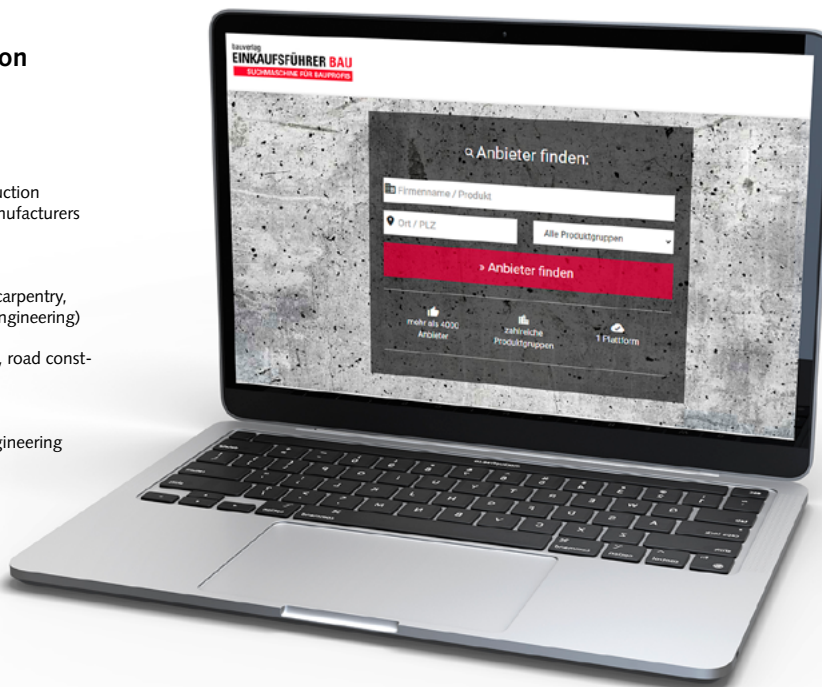 on
uction
nufacturers
carpentry,
ngineering)
, road const-
gineering
bauverlag
EINKAUFSFÜHRER BAU
SUCHMASCHINE FÜR BAUPROFIS
Anbieter finden:
Firmenname / Produkt
Ort / PLZ
Alle Produktgruppen
» Anbieter finden
mehr als 4000
Anbieter
zahlreiche
Produktgruppen
1 Plattform